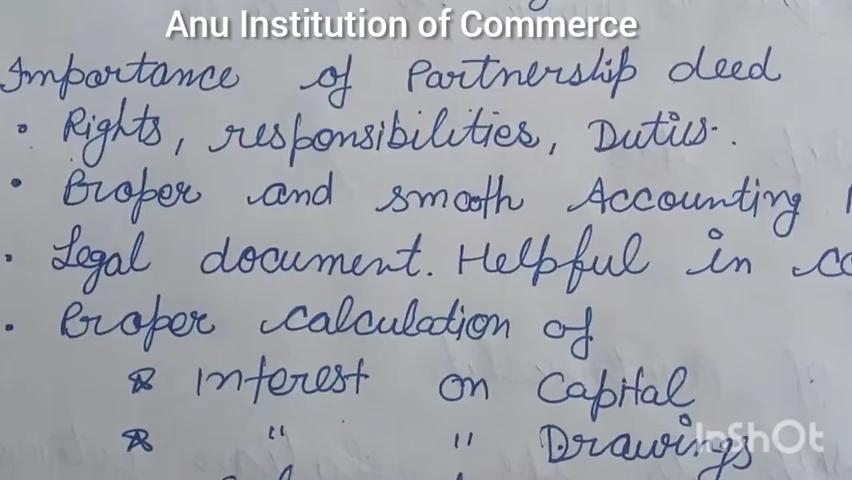 Anu Institution of Commerce
Importance of Partnership deed
• Rights, responsibilities, Duties.
• Proper and smooth Accounting
• Legal document. Helpful in
• Proper calculation of
☆ Interest on Capital
☆ " " Drawings
InShOt